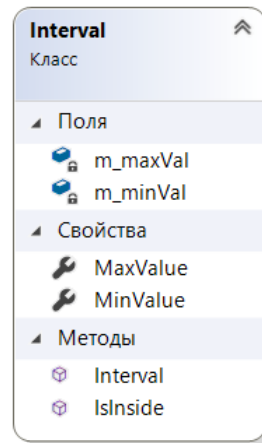 Interval
Класс
Поля
m_maxVal
m_minVal
Свойства
MaxValue
MinValue
Методы
Interval
IsInside